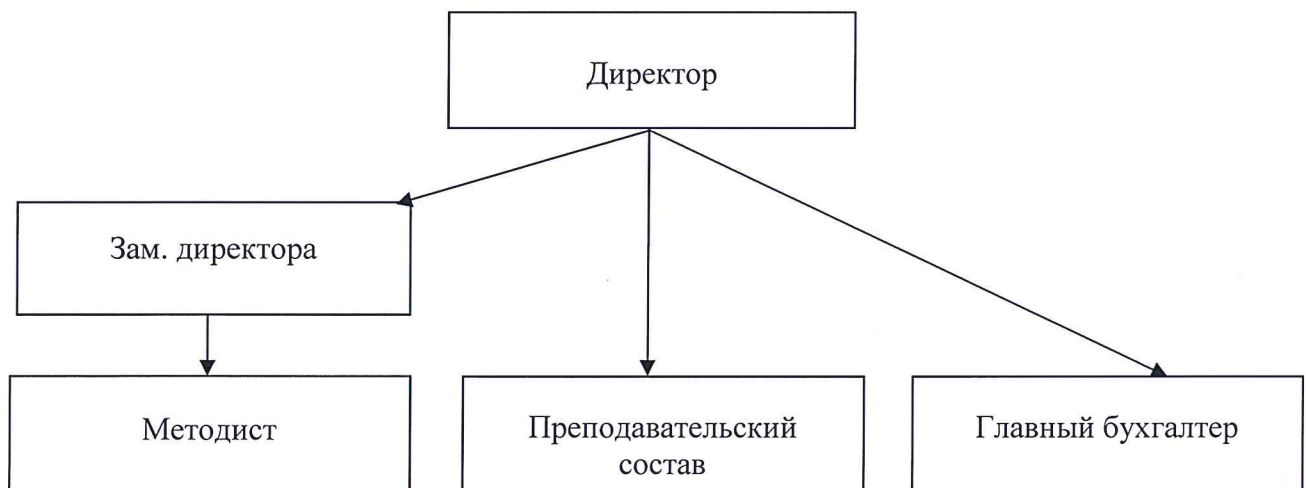 Директор
Зам. директора
Методист
Преподавательский
состав
Главный бухгалтер